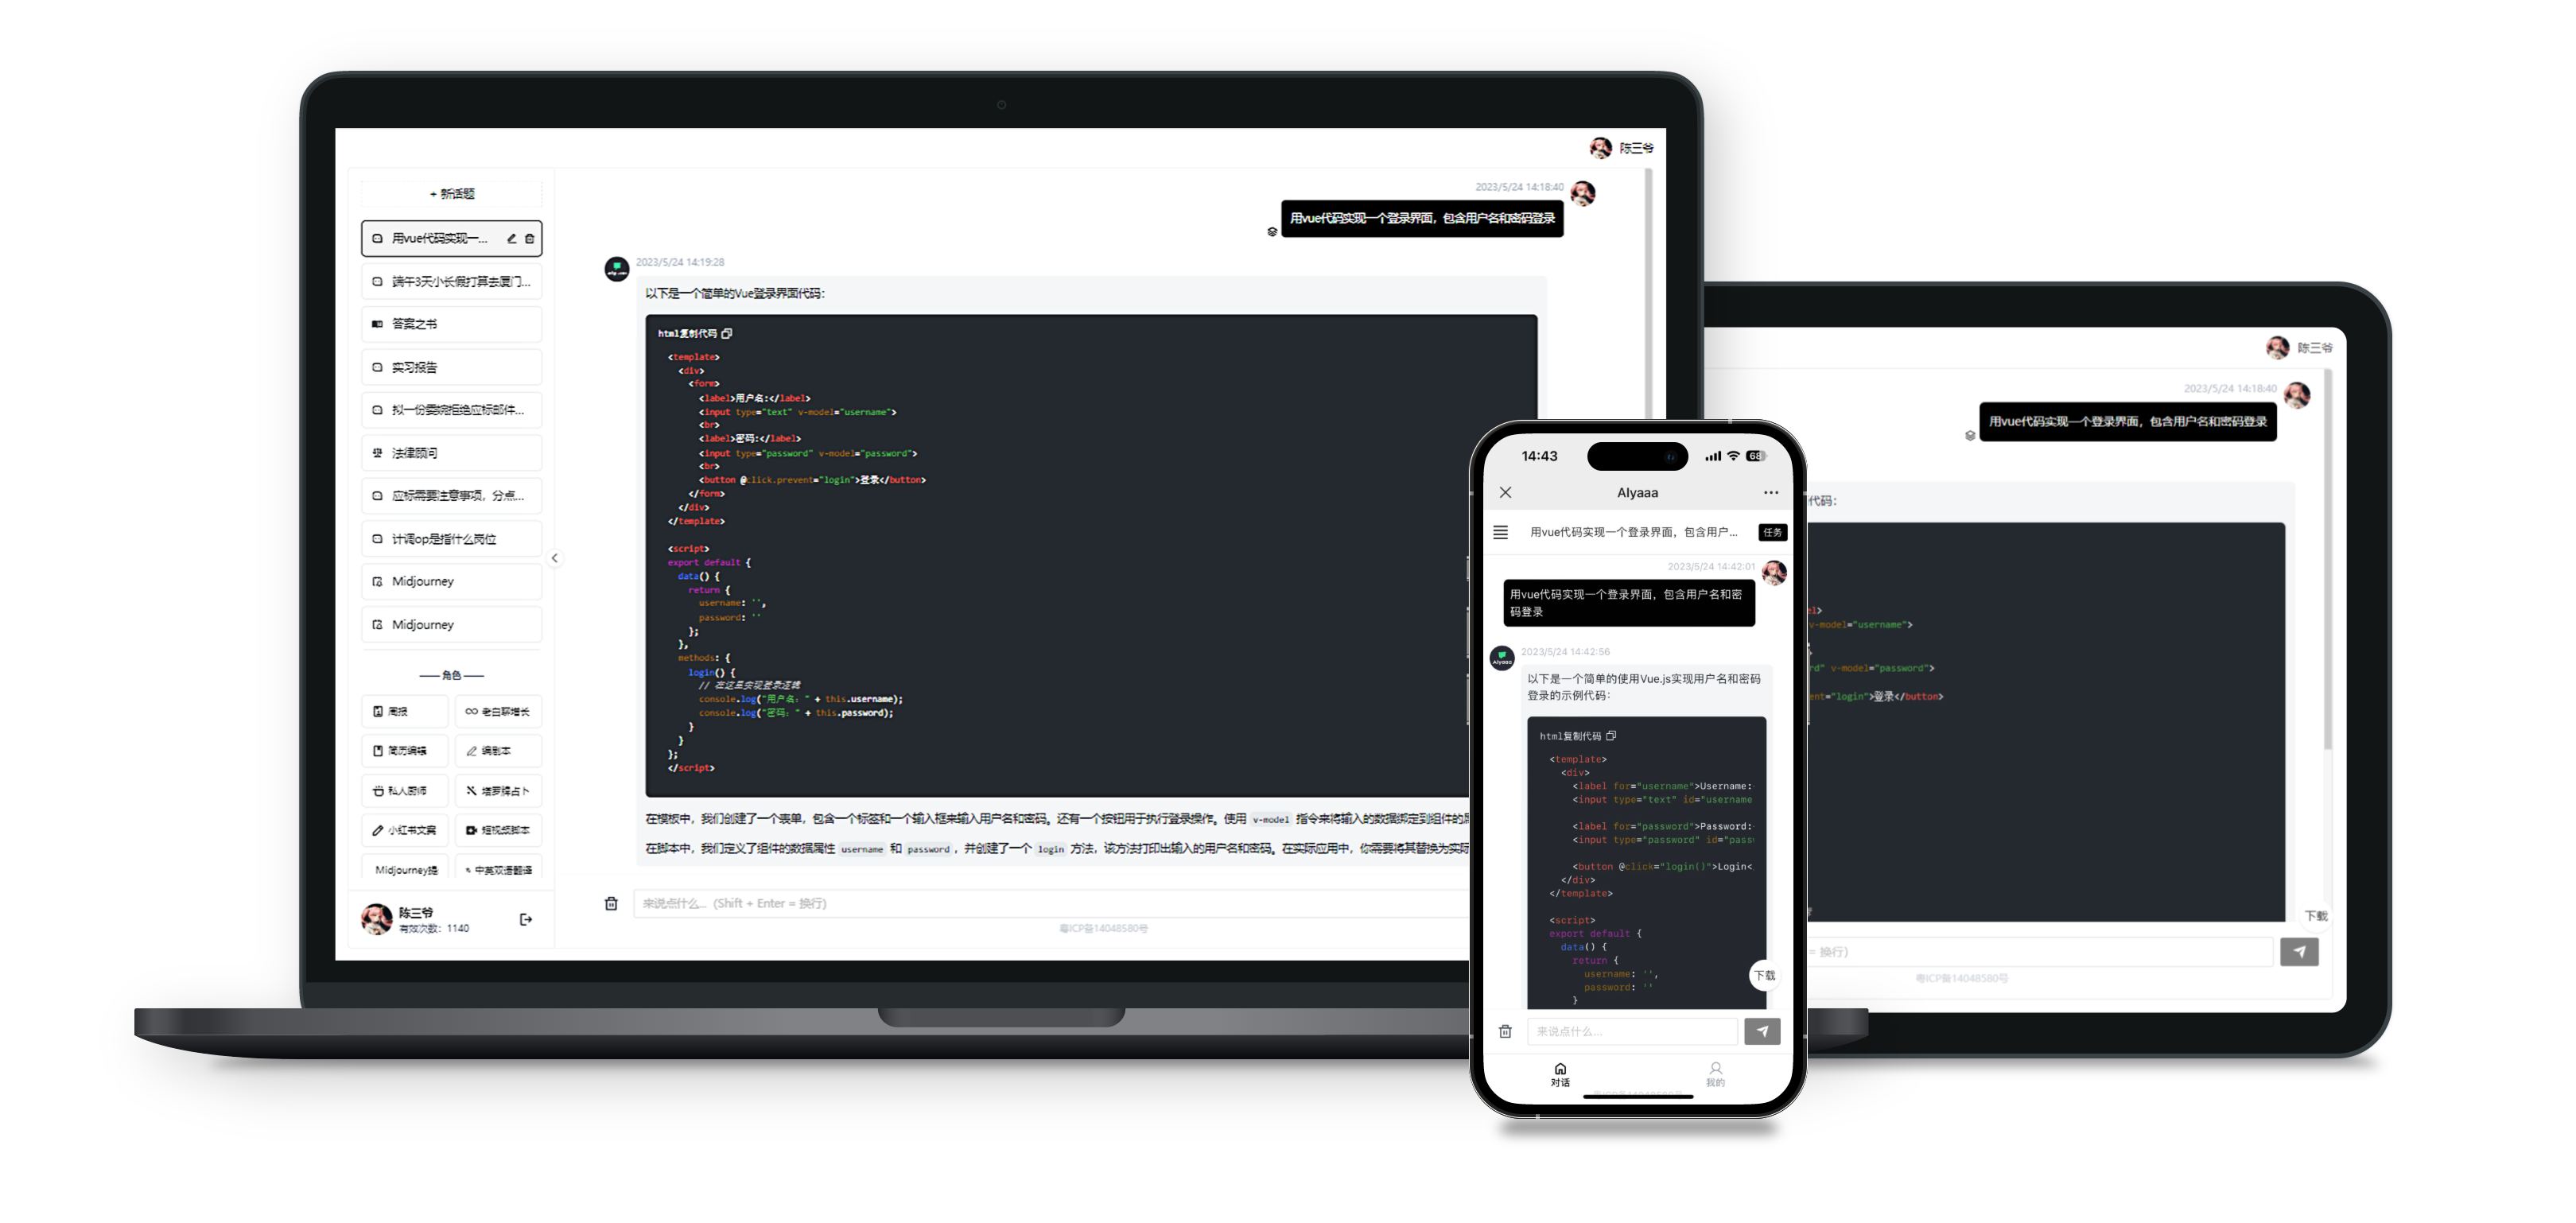 陈三爷
+ 新话题
用vue代码实现一...
端午3天小长假打算去厦门...
答案之书
实习报告
拟一份委婉拒绝应标邮件...
法律顾问
应标需要注意事项，分点...
计调op是指什么岗位
Midjourney
Midjourney
角色
周报
老白聊增长
简历编辑
编剧本
私人厨师
塔罗牌占卜
小红书文案
短视频脚本
Midjourney提
中英双语翻译
陈三爷
有效次数： 1140
2023/5/24 14:18:40
用vue代码实现一个登录界面，包含用户名和密码登录
2023/5/24 14:19:28
以下是一个简单的Vue登录界面代码：
html复制代码
<template>
<div>
<form>
<label>用户名:</label>
<input type="text" v-model="username">
<br>
<label>密码:</label>
<input type="password" v-model="password">
<br>
<button @click.prevent="login">登录</button>
</form>
</div>
</template>
<script>
export default {
data() {
return {
username: '',
password: ''
};
},
methods: {
login() {
// 在这里实现登录逻辑
console.log("用户名：" + this.username);
console.log("密码：" + this.password);
}
}
};
</script>
在模板中，我们创建了一个表单，包含一个标签和一个输入框来输入用户名和密码。还有一个按钮用于执行登录操作。使用 v-model 指令来将输入的数据绑定到组件的
在脚本中，我们定义了组件的数据属性 username 和 password ，并创建了一个 login 方法，该方法打印出输入的用户名和密码。在实际应用中，你需要将其替换为实际
来说点什么... (Shift + Enter = 换行)
粤ICP备14048580号
14:43
68
AIyaaa
用vue代码实现一个登录界面，包含用户...
任务
2023/5/24 14:42:01
用vue代码实现一个登录界面，包含用户名和密
码登录
AIyaaa
2023/5/24 14:42:56
以下是一个简单的使用Vue.js实现用户名和密码
登录的示例代码：
html复制代码
<template>
<div>
<label for="username">Username:
<input type="text" id="username
<label for="password">Password:
<input type="password" id="pass
<button @click="login()">Login<
</div>
</template>
<script>
export default {
data() {
return {
username: '',
password: ''
}
下载
来说点什么...
对话
我的
陈三爷
2023/5/24 14:18:40
用vue代码实现一个登录界面，包含用户名和密码登录
代码：
el>
v-model="username">
rd" v-model="password">
ent="login">登录</button>
下载
= 换行)
粤ICP备14048580号